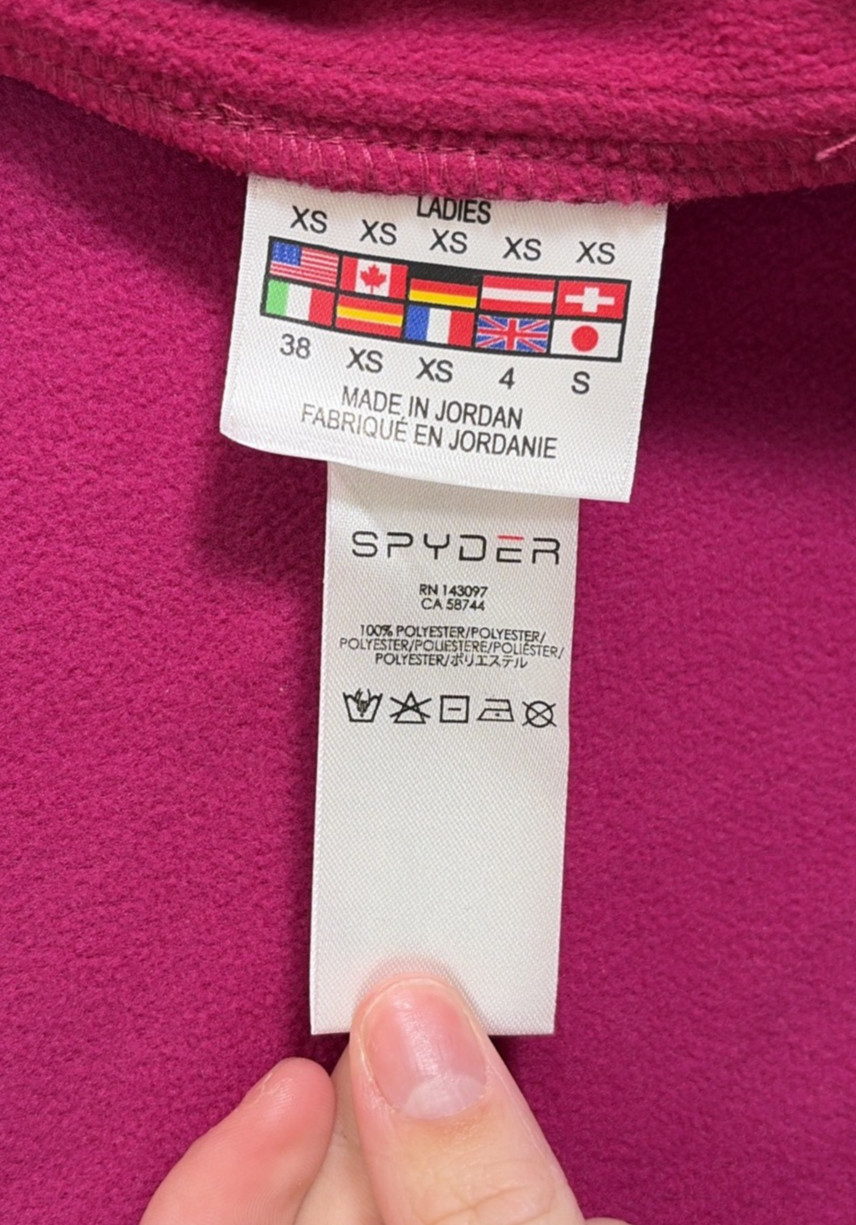 LADIES
XS XS XS XS XS
38 XS XS 4 S
MADE IN JORDAN
FABRIQUÉ EN JORDANIE
SPYDER
RN 143097
CA 58744
100% POLYESTER/POLYESTER/
POLYESTER/POLIESTERE/POLIÉSTER/
POLYESTER/ポリエステル